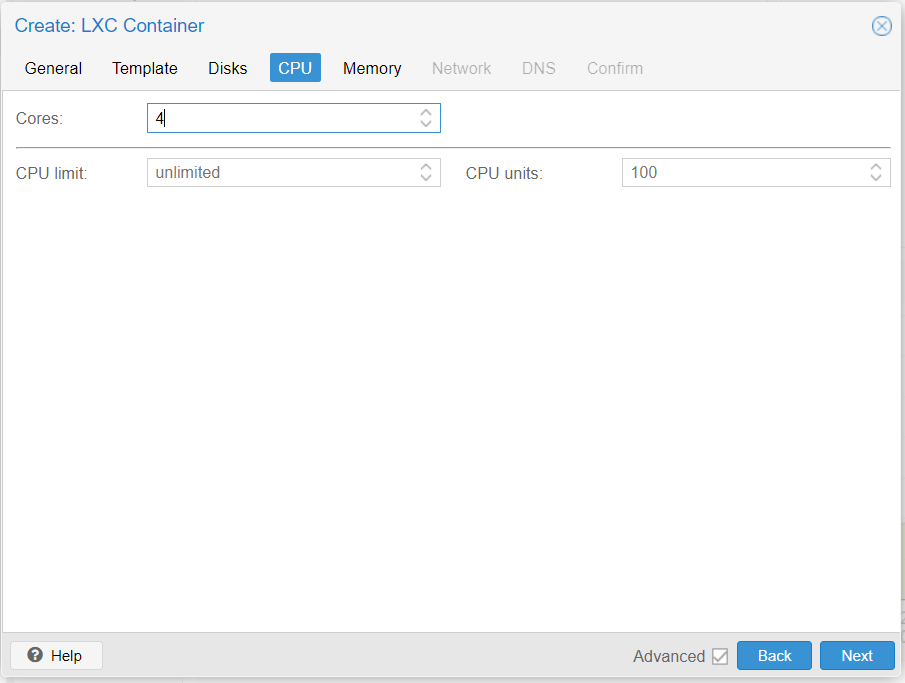 Create: LXC Container
General Template Disks CPU Memory Network DNS Confirm
Cores: 4
CPU limit: unlimited CPU units: 100
Help Advanced Back Next